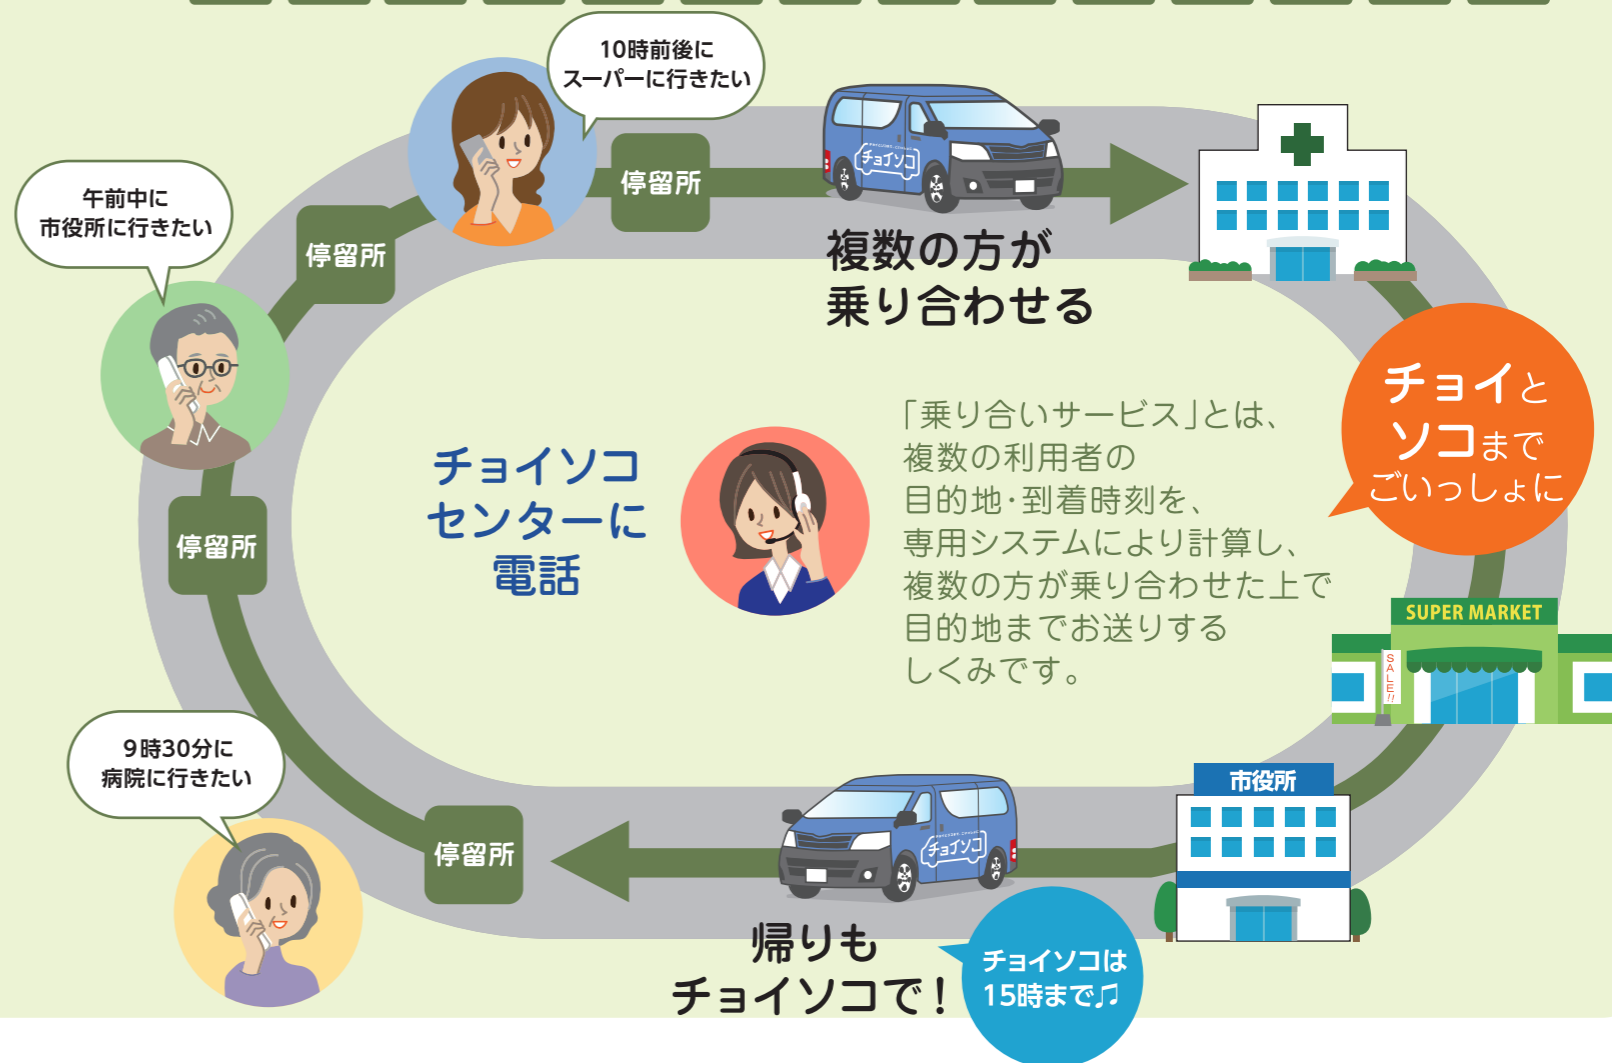 10時前後に
スーパーに行きたい
午前中に
市役所に行きたい
停留所
停留所
チョイソコ
複数の方が
乗り合わせる
チョイと
ソコまで
ごいっしょに
チョイソコ
センターに
電話
「乗り合いサービス」とは、
複数の利用者の
目的地・到着時刻を、
専用システムにより計算し、
複数の方が乗り合わせた上で
目的地までお送りする
しくみです。
停留所
SUPER MARKET
SALE!!
9時30分に
病院に行きたい
停留所
チョイソコ
市役所
帰りも
チョイソコで!
チョイソコは
15時まで♫